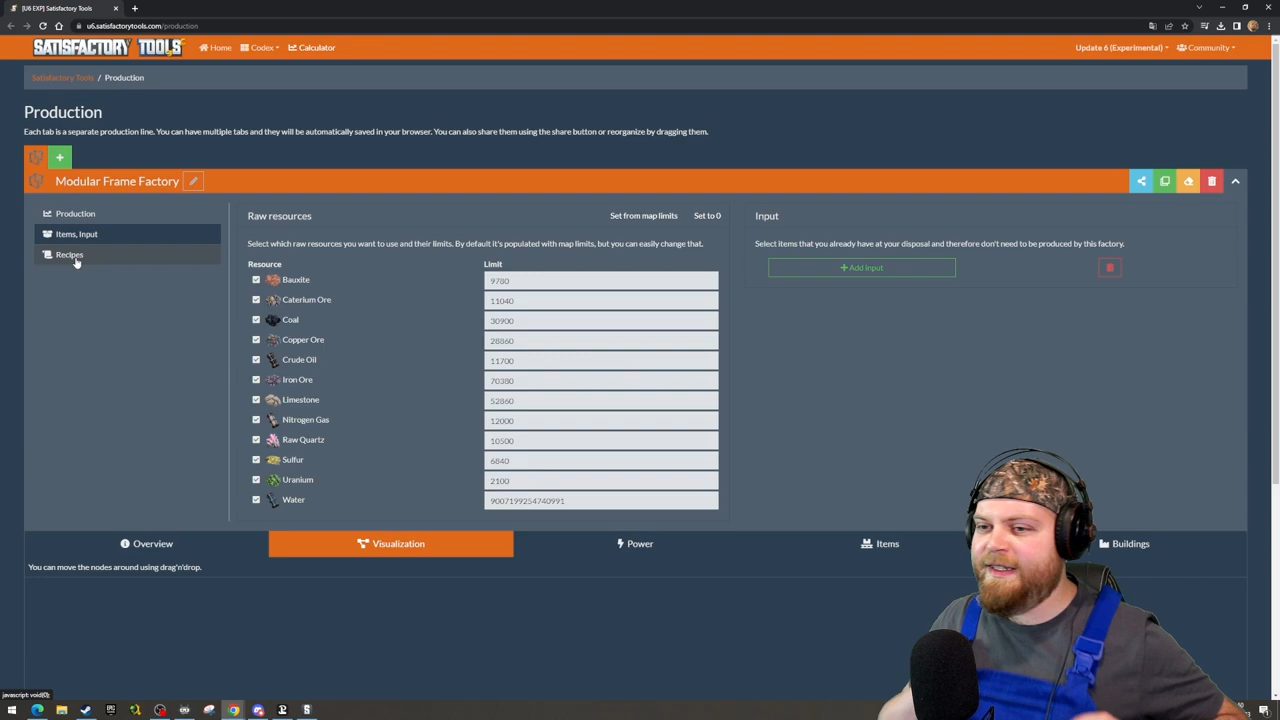 [U6 EXP] Satisfactory Tools
u6.satisfactorytools.com/production
SATISFACTORY TOOLS
Home
Codex
Calculator
Update 6 (Experimental)
Community
Satisfactory Tools / Production
Production
Each tab is a separate production line. You can have multiple tabs and they will be automatically saved in your browser. You can also share them using the share button or reorganize by dragging them.
+
Modular Frame Factory
Production
Items, Input
Recipes
Raw resources
Set from map limits
Set to 0
Select which raw resources you want to use and their limits. By default it's populated with map limits, but you can easily change that.
Resource
Limit
Bauxite
9780
Caterium Ore
11040
Coal
30900
Copper Ore
28860
Crude Oil
11700
Iron Ore
70380
Limestone
52860
Nitrogen Gas
12000
Raw Quartz
10500
Sulfur
6840
Uranium
2100
Water
9007199254740991
Input
Select items that you already have at your disposal and therefore don't need to be produced by this factory.
+ Add input
Overview
Visualization
Power
Items
Buildings
You can move the nodes around using drag'n'drop.
javascript: void(0);